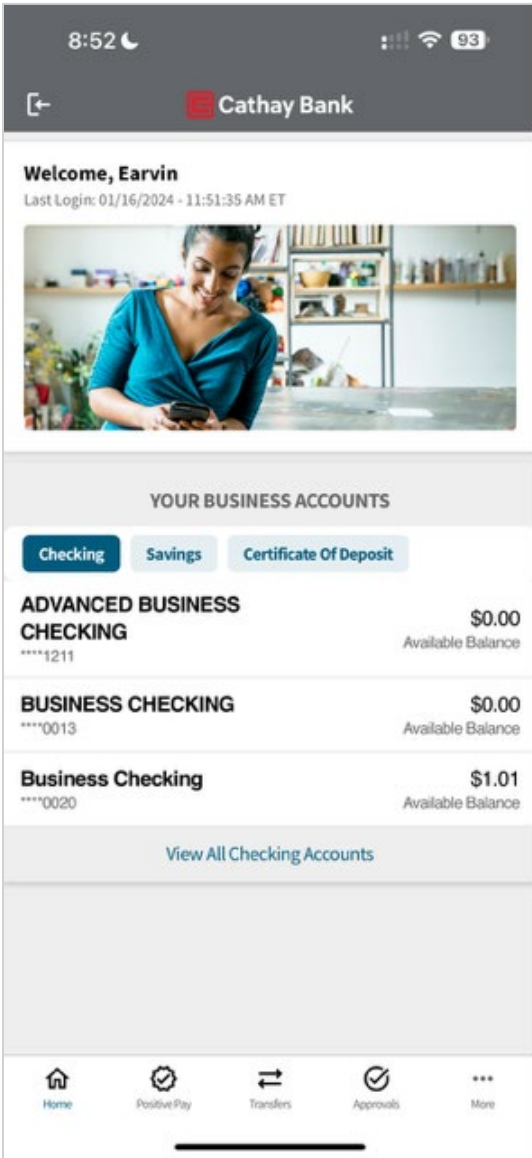 8:52
93
Cathay Bank
Welcome, Earvin
Last Login: 01/16/2024 - 11:51:35 AM ET
YOUR BUSINESS ACCOUNTS
Checking Savings Certificate Of Deposit
ADVANCED BUSINESS
CHECKING
****1211
$0.00
Available Balance
BUSINESS CHECKING
****0013
$0.00
Available Balance
Business Checking
****0020
$1.01
Available Balance
View All Checking Accounts
Home Positive Pay Transfers Approvals More